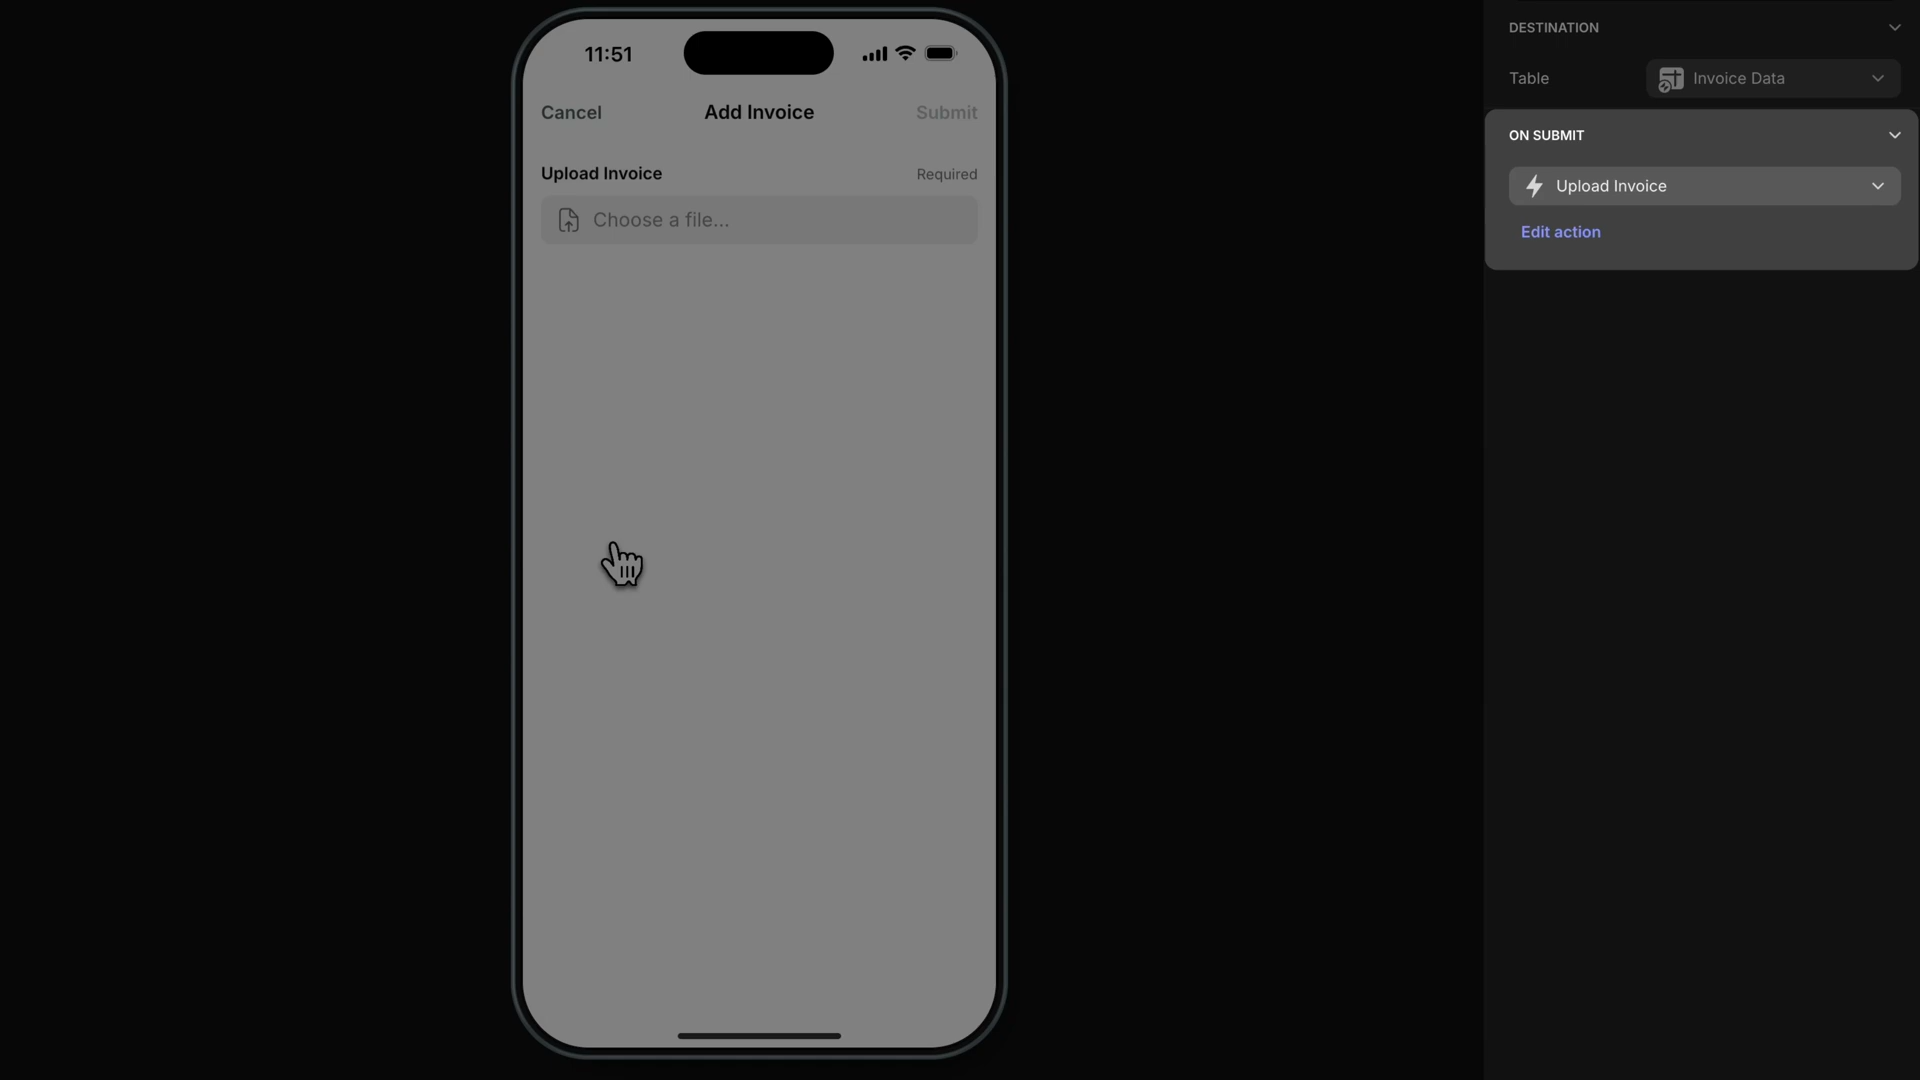 11:51
Cancel
Add Invoice
Submit
Upload Invoice
Required
Choose a file...
DESTINATION
Table
Invoice Data
ON SUBMIT
Upload Invoice
Edit action